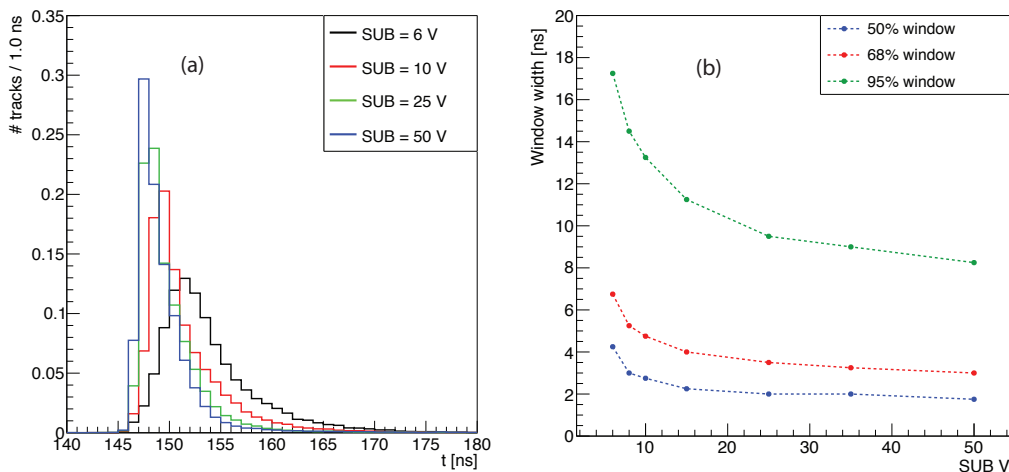 # tracks / 1.0 ns
0.35
0.3
0.25
0.2
0.15
0.1
0.05
0
(a)
SUB = 6 V
SUB = 10 V
SUB = 25 V
SUB = 50 V
140 145 150 155 160 165 170 175 180
t [ns]
Window width [ns]
20
18
16
14
12
10
8
6
4
2
0
(b)
50% window
68% window
95% window
10 20 30 40 50
SUB V